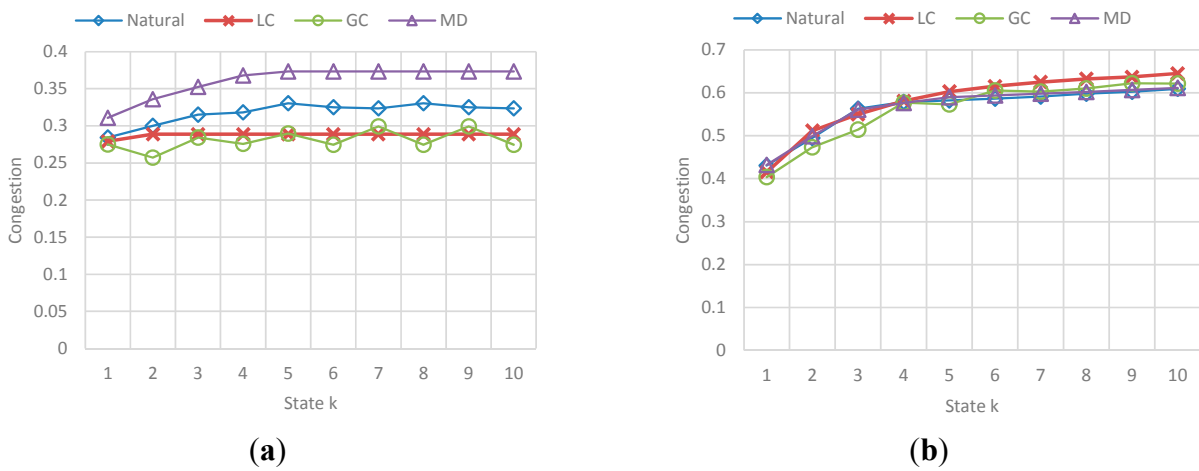 Natural LC GC MD
0.4
0.35
0.3
0.25
0.2
0.15
0.1
0.05
0
Congestion
1 2 3 4 5 6 7 8 9 10
State k
(a)
Natural LC GC MD
0.7
0.6
0.5
0.4
0.3
0.2
0.1
0
Congestion
1 2 3 4 5 6 7 8 9 10
State k
(b)